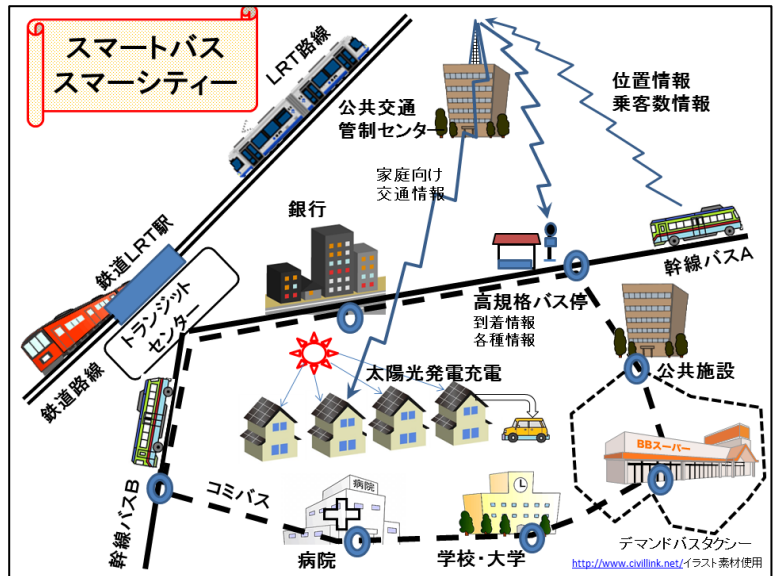 スマートバス
スマーシティー
LRT路線
公共交通
管制センター
位置情報
乗客数情報
家庭向け
交通情報
銀行
鉄道LRT駅
トランジット
センター
幹線バスA
高規格バス停
到着情報
各種情報
鉄道路線
太陽光発電充電
公共施設
BBスーパー
幹線バスB
コミバス
病院
病院
学校・大学
デマンドバスタクシー
http://www.civillink.net/イラスト素材使用